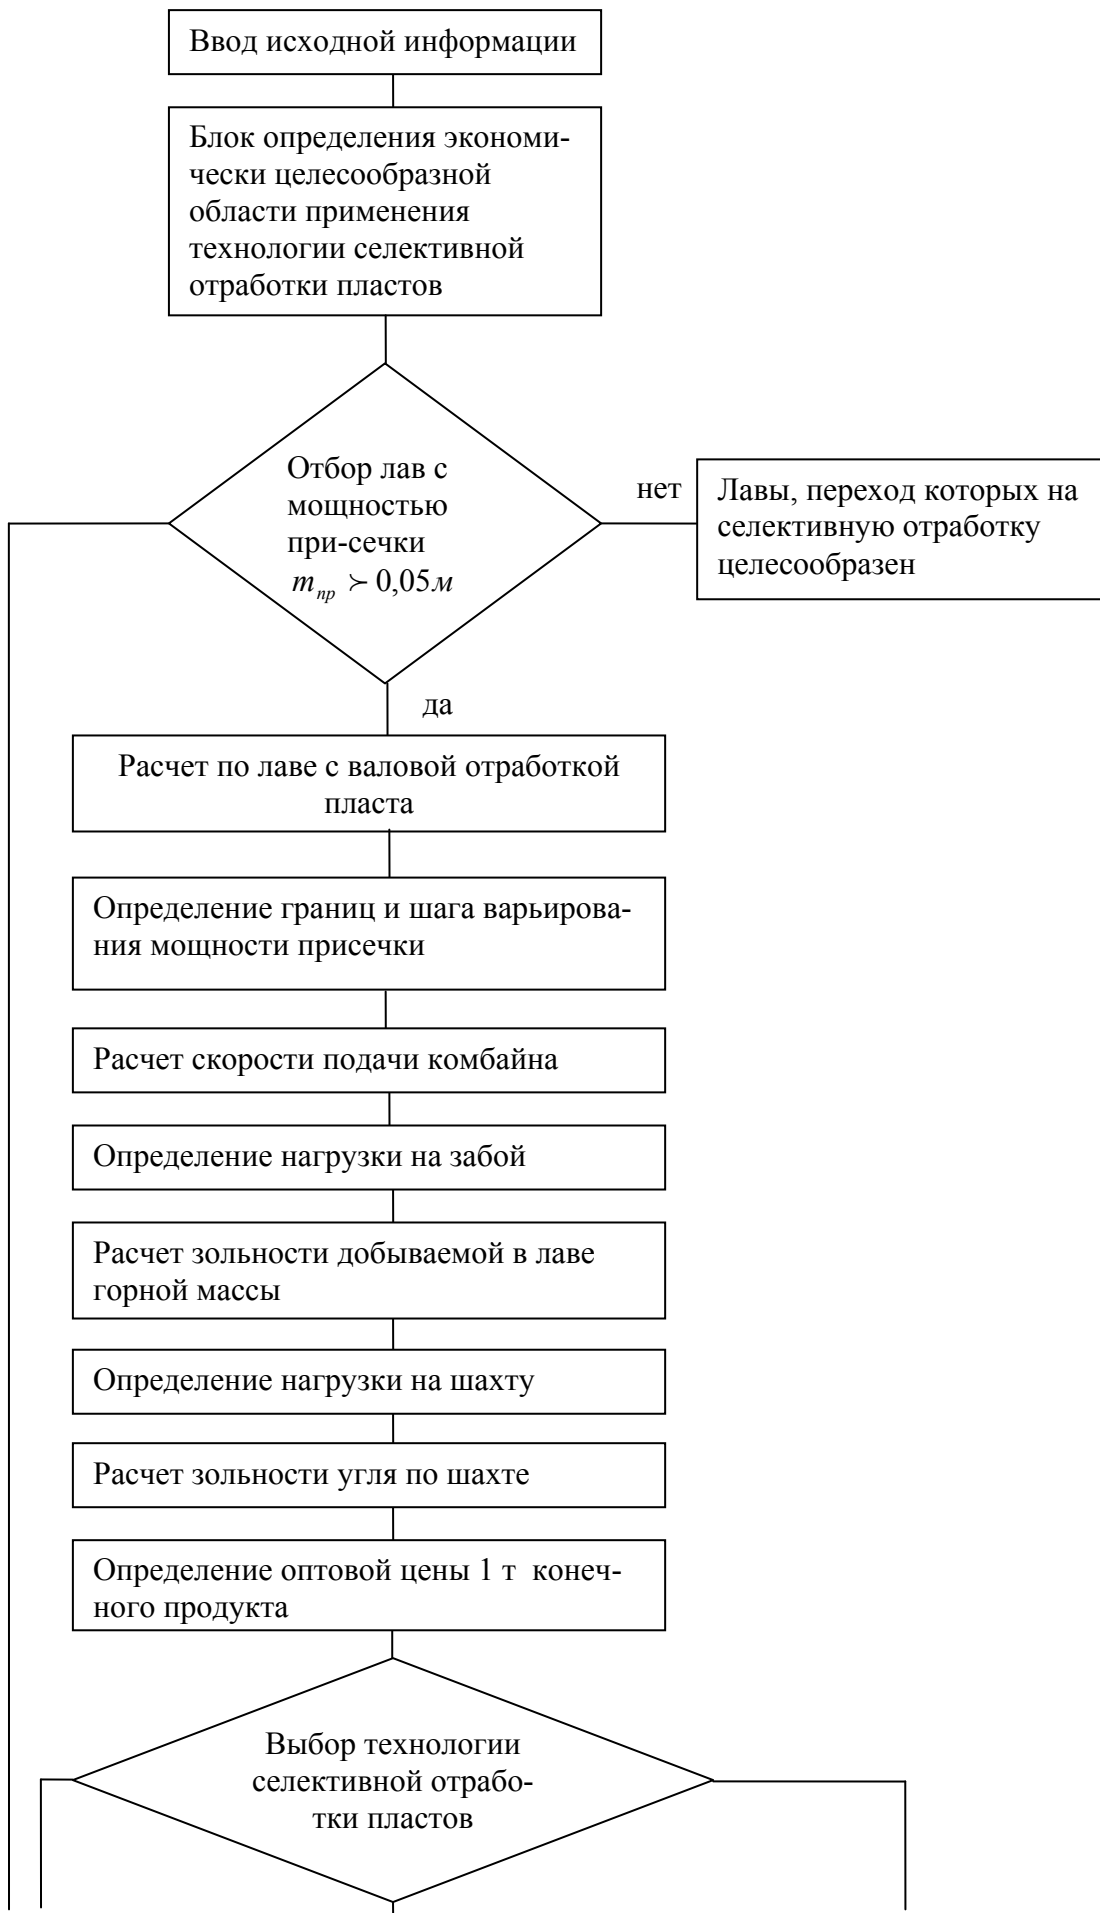 Ввод исходной информации
Блок определения экономи-
чески целесообразной
области применения
технологии селективной
отработки пластов
Отбор лав с
мощностью
при-сечки
m_{пр} ≻ 0,05м
нет
Лавы, переход которых на
селективную отработку
целесообразен
да
Расчет по лаве с валовой отработкой
пласта
Определение границ и шага варьирова-
ния мощности присечки
Расчет скорости подачи комбайна
Определение нагрузки на забой
Расчет зольности добываемой в лаве
горной массы
Определение нагрузки на шахту
Расчет зольности угля по шахте
Определение оптовой цены 1 т  конеч-
ного продукта
Выбор технологии
селективной отрабо-
тки пластов